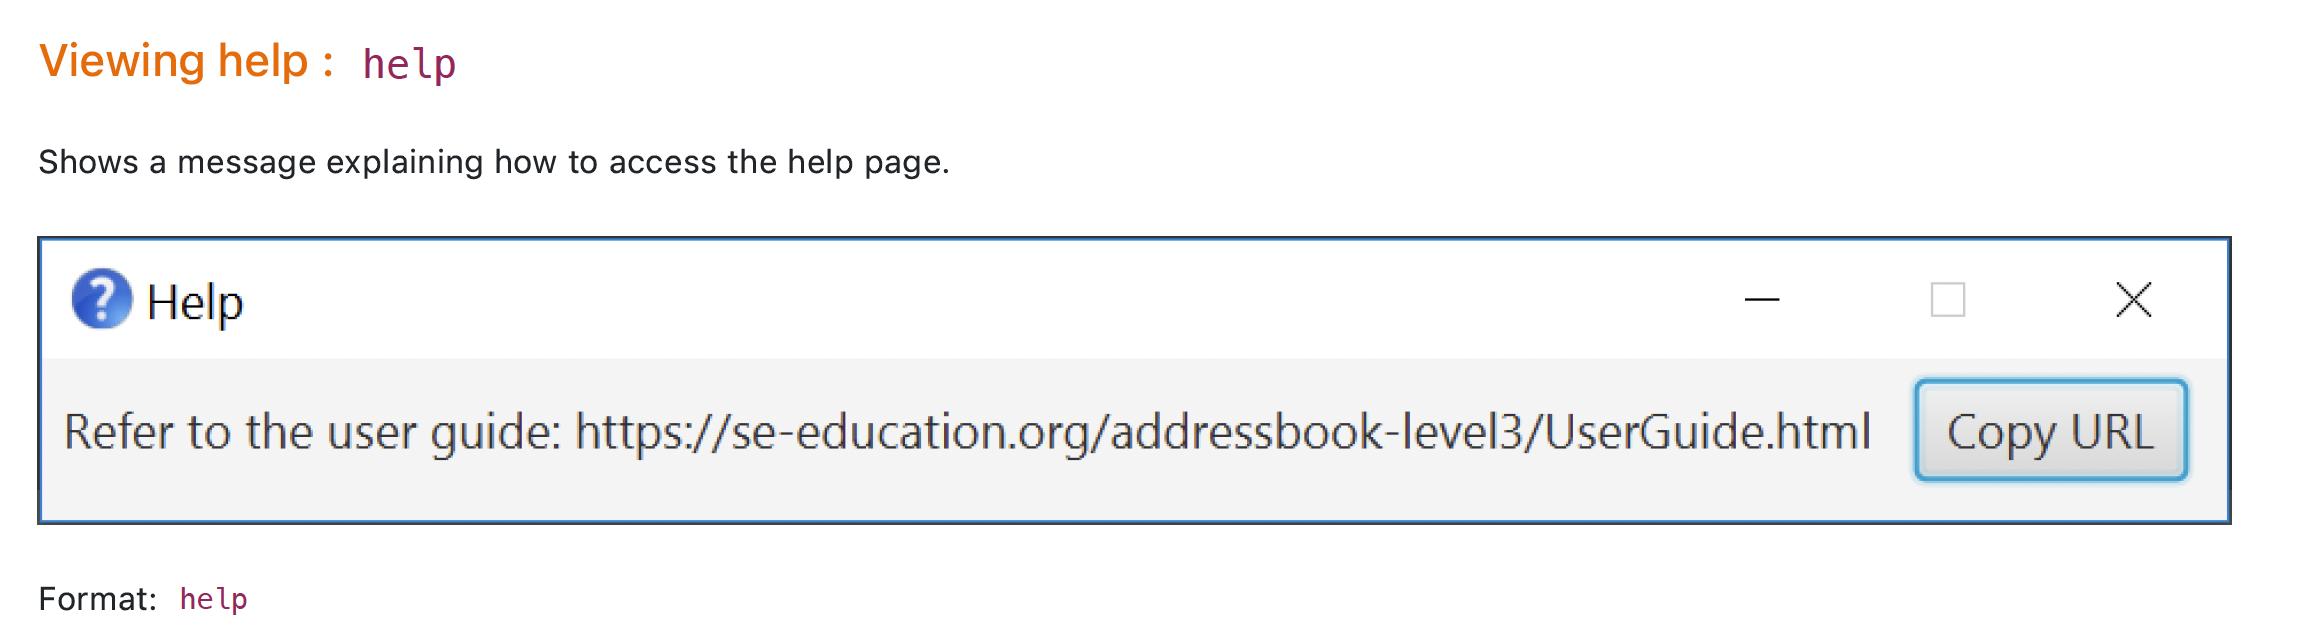 Viewing help : help
Shows a message explaining how to access the help page.
? Help
Refer to the user guide: https://se-education.org/addressbook-level3/UserGuide.html Copy URL
Format: help